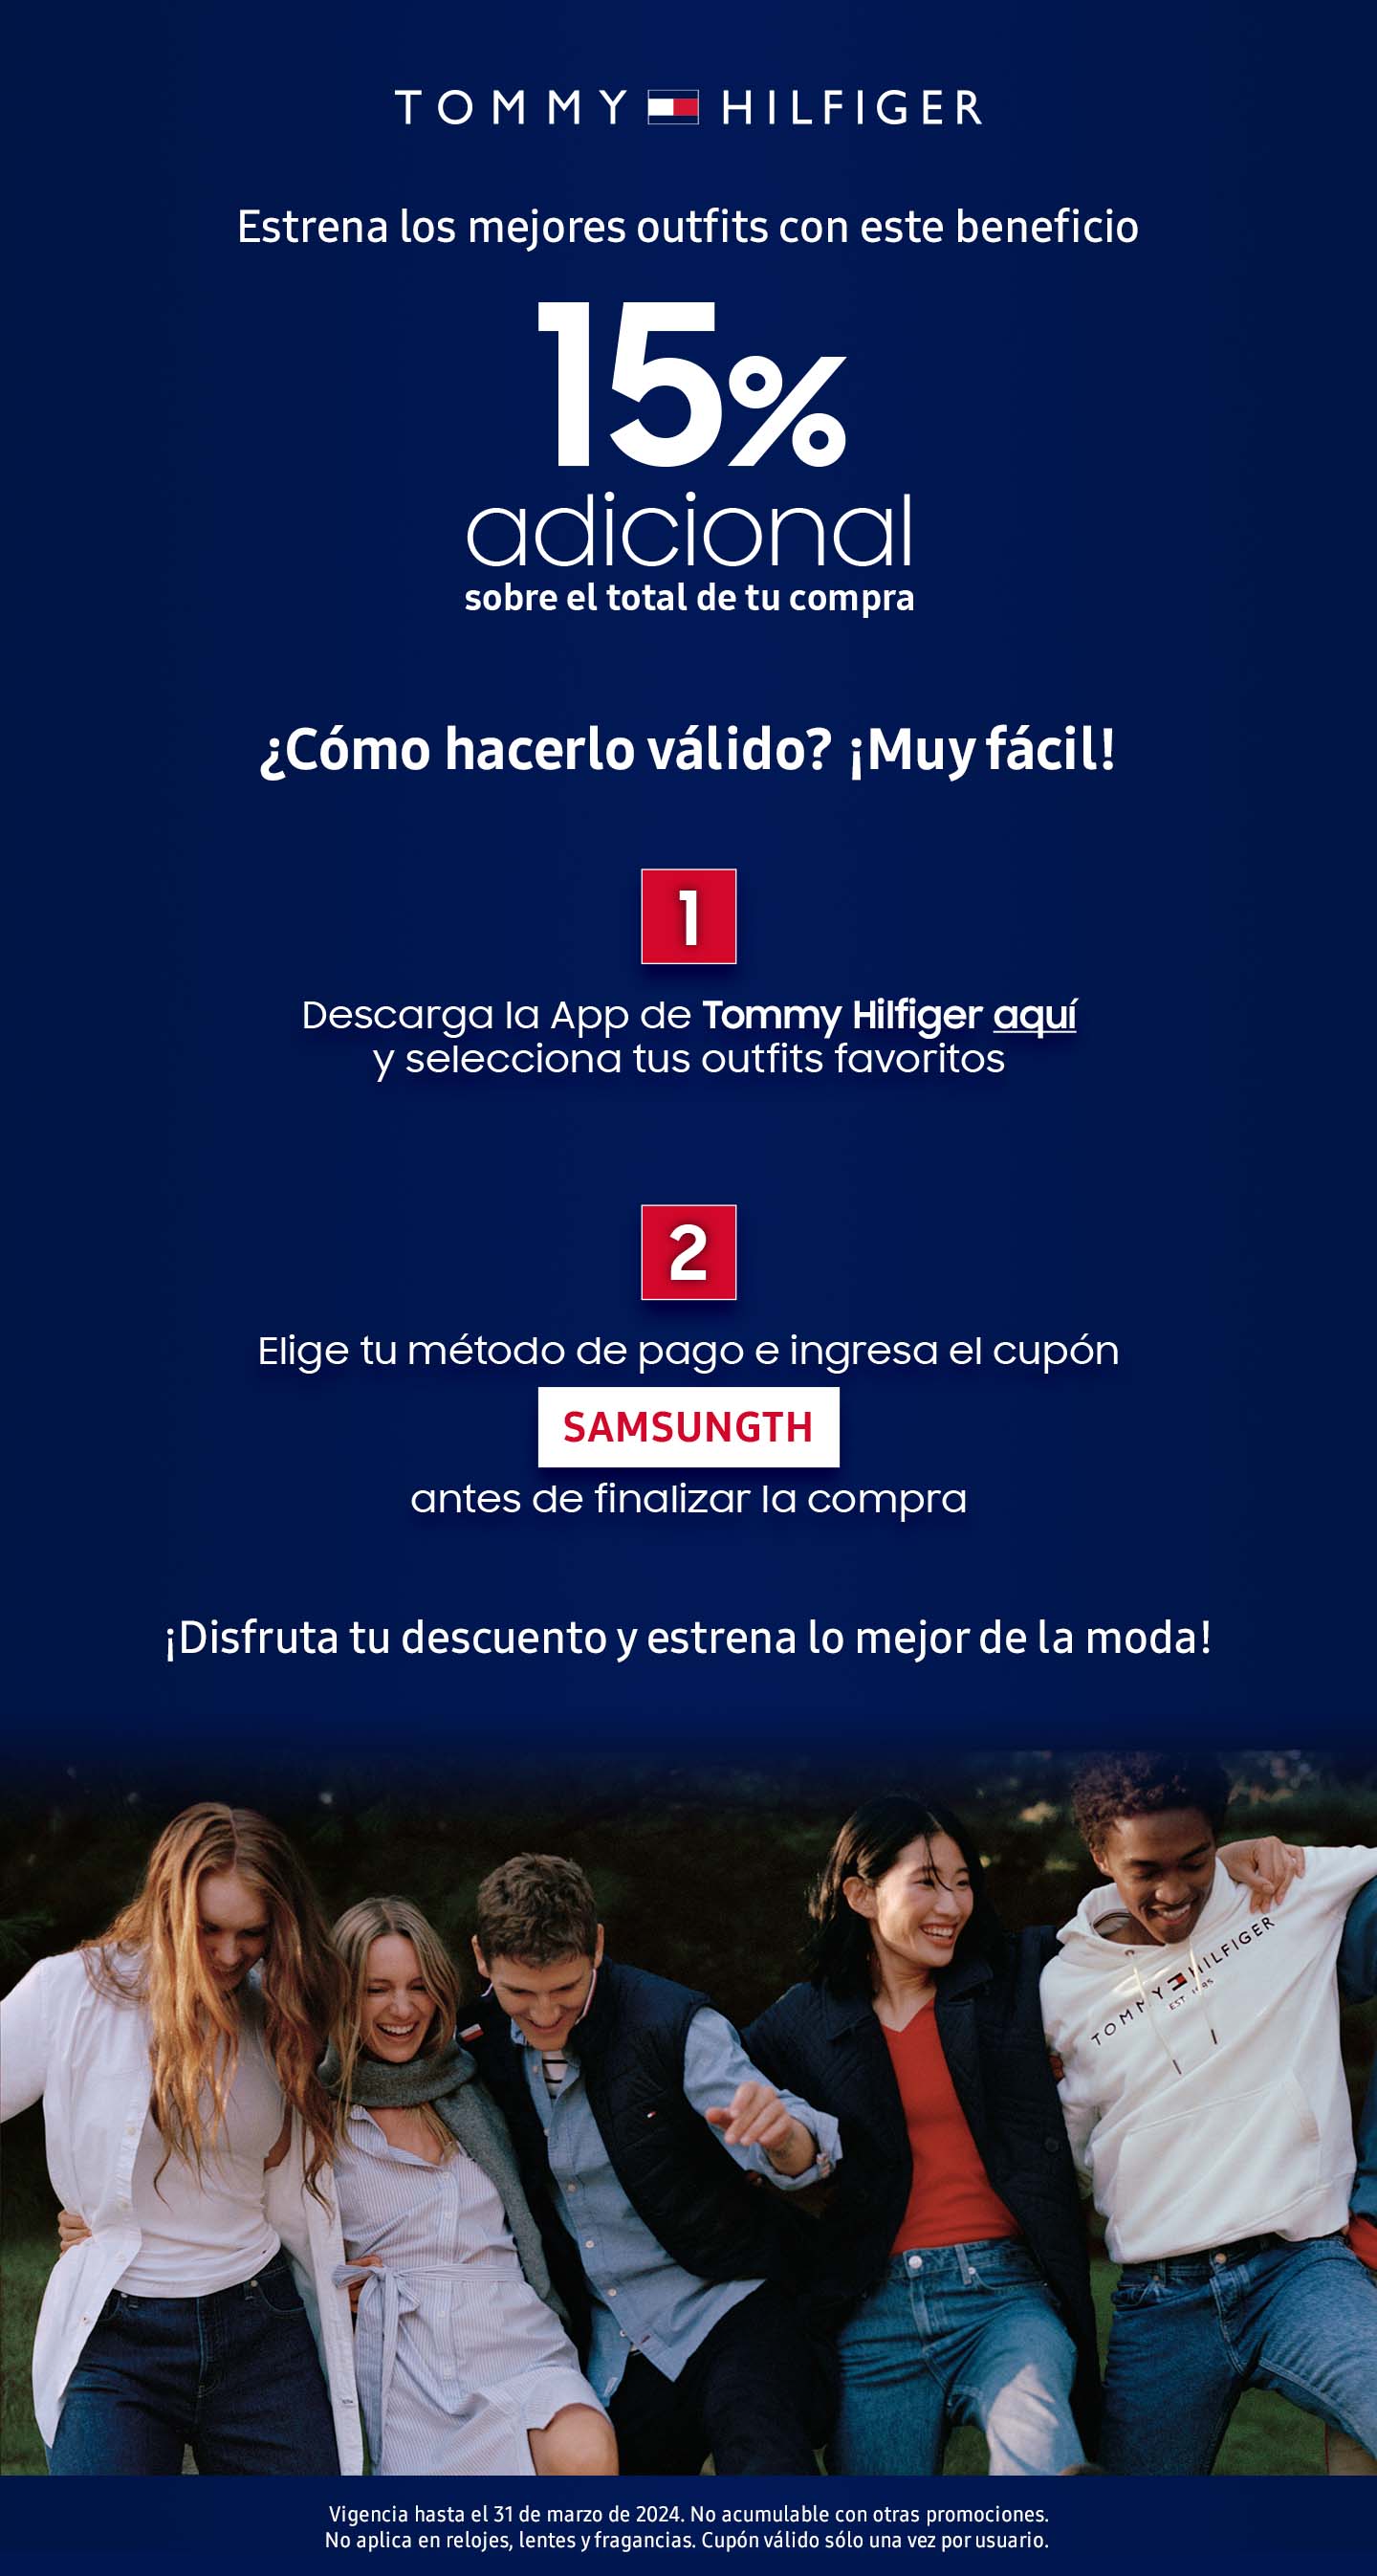 TOMMY HILFIGER
Estrena los mejores outfits con este beneficio
15%
adicional
sobre el total de tu compra
¿Cómo hacerlo válido? ¡Muy fácil!
1
Descarga la App de Tommy Hilfiger aquí
y selecciona tus outfits favoritos
2
Elige tu método de pago e ingresa el cupón
SAMSUNGTH
antes de finalizar la compra
¡Disfruta tu descuento y estrena lo mejor de la moda!
TOMMY HILFIGER
EST
Vigencia hasta el 31 de marzo de 2024. No acumulable con otras promociones.
No aplica en relojes, lentes y fragancias. Cupón válido sólo una vez por usuario.